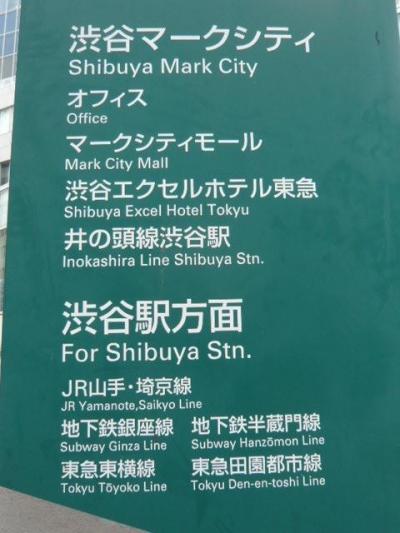 渋谷マークシティ
Shibuya Mark City
オフィス
Office
マークシティモール
Mark City Mall
渋谷エクセルホテル東急
Shibuya Excel Hotel Tokyu
井の頭線渋谷駅
Inokashira Line Shibuya Stn.
渋谷駅方面
For Shibuya Stn.
JR山手・埼京線
JR Yamanote,Saikyo Line
地下鉄銀座線 地下鉄半蔵門線
Subway Ginza Line Subway Hanzōmon Line
東急東横線 東急田園都市線
Tokyu Tōyoko Line Tokyu Den-en-toshi Line